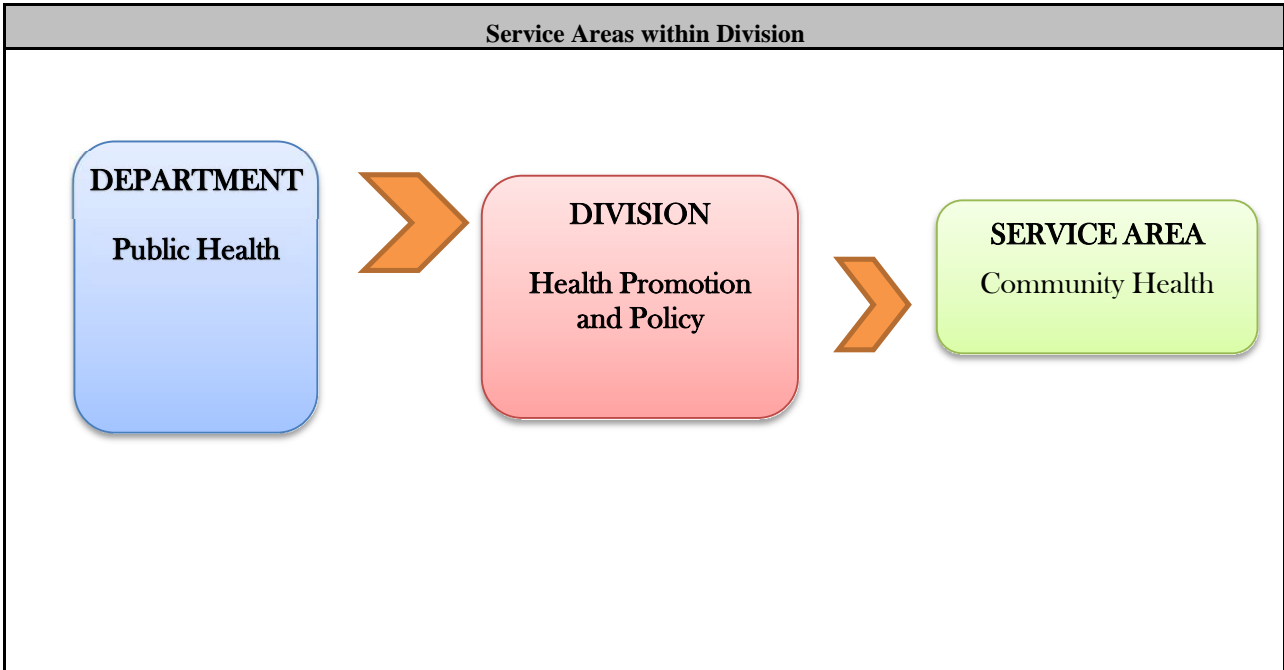 Service Areas within Division
DEPARTMENT
Public Health
DIVISION
Health Promotion
and Policy
SERVICE AREA
Community Health